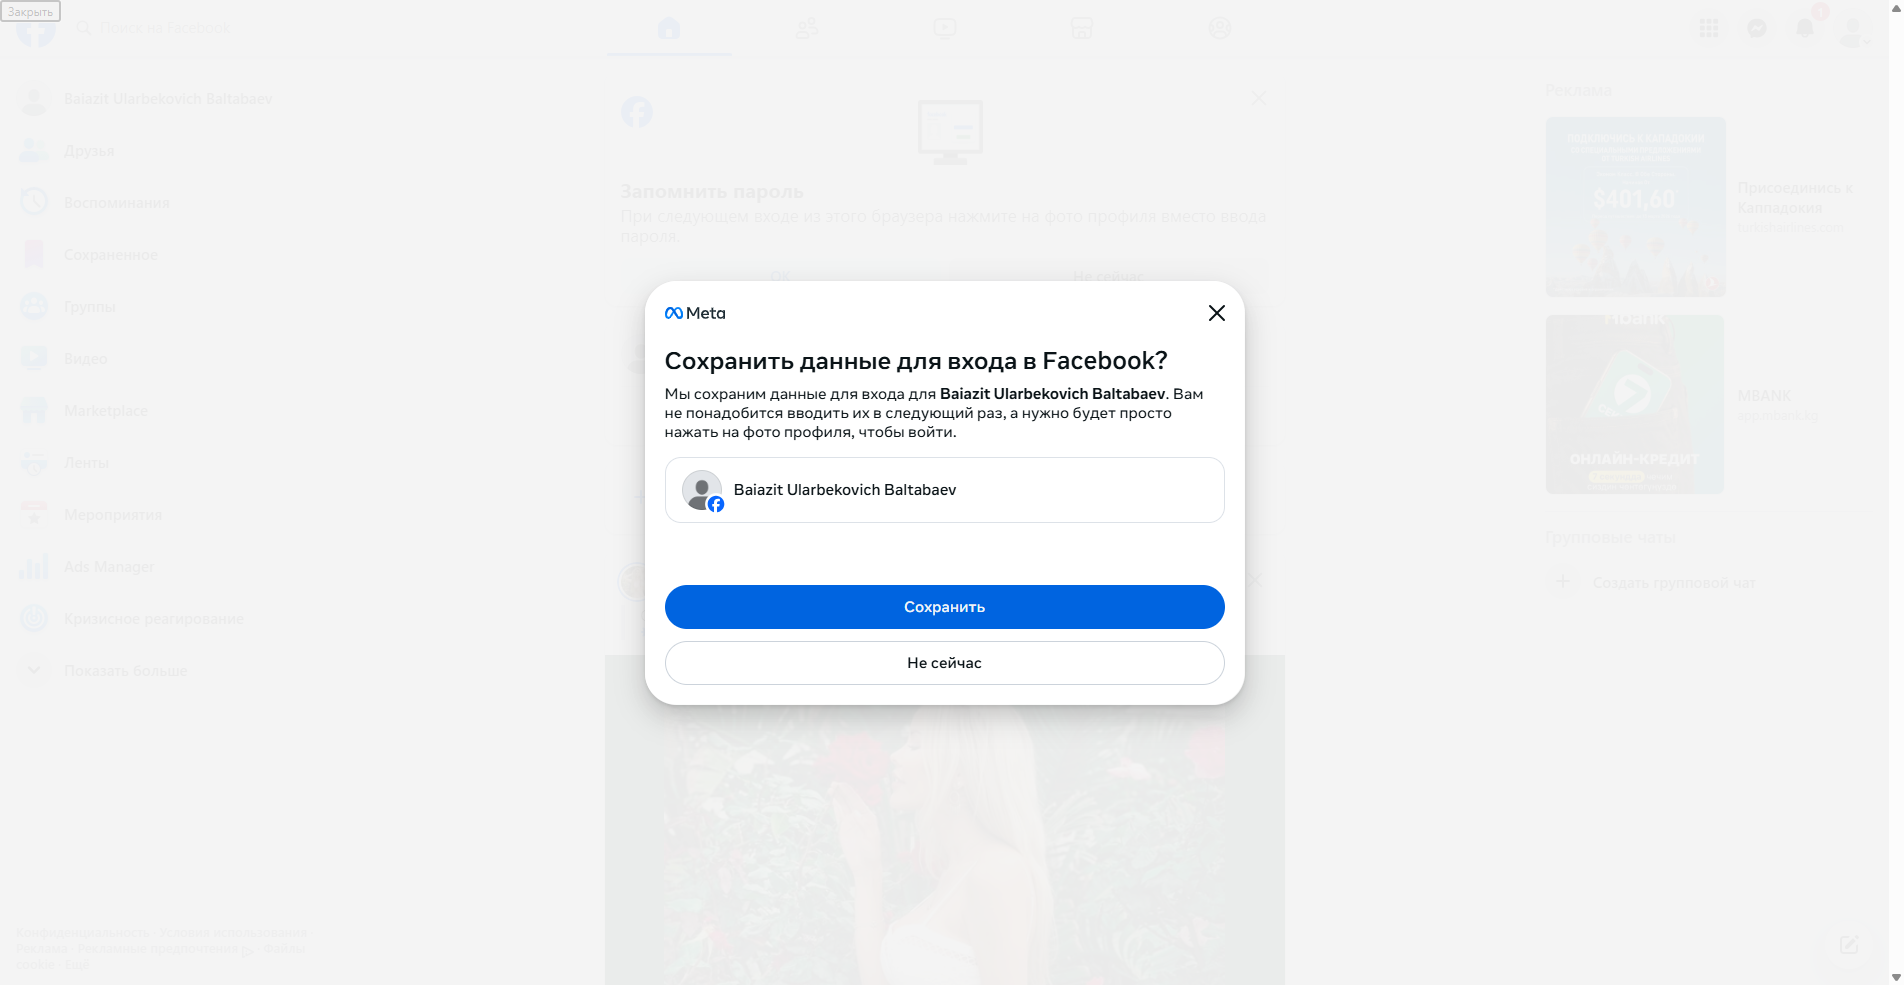 Закрыть
Поиск на Facebook
Baiazit Ularbekovich Baltabaev
Друзья
Воспоминания
Сохраненное
Группы
Видео
Marketplace
Ленты
Мероприятия
Ads Manager
Кризисное реагирование
Показать больше
Конфиденциальность · Условия использования ·
Реклама · Рекламные предпочтения · Файлы
cookie · Ещё
Запомнить пароль
При следующем входе из этого браузера нажмите на фото профиля вместо ввода
пароля.
ОК
Не сейчас
Meta
Сохранить данные для входа в Facebook?
Мы сохраним данные для входа для Baiazit Ularbekovich Baltabaev. Вам
не понадобится вводить их в следующий раз, а нужно будет просто
нажать на фото профиля, чтобы войти.
Baiazit Ularbekovich Baltabaev
Сохранить
Не сейчас
Реклама
$401,60
Присоединись к
Каппадокия
turkishairlines.com
MBANK
ОНЛАЙН-КРЕДИТ
Групповые чаты
Создать групповой чат